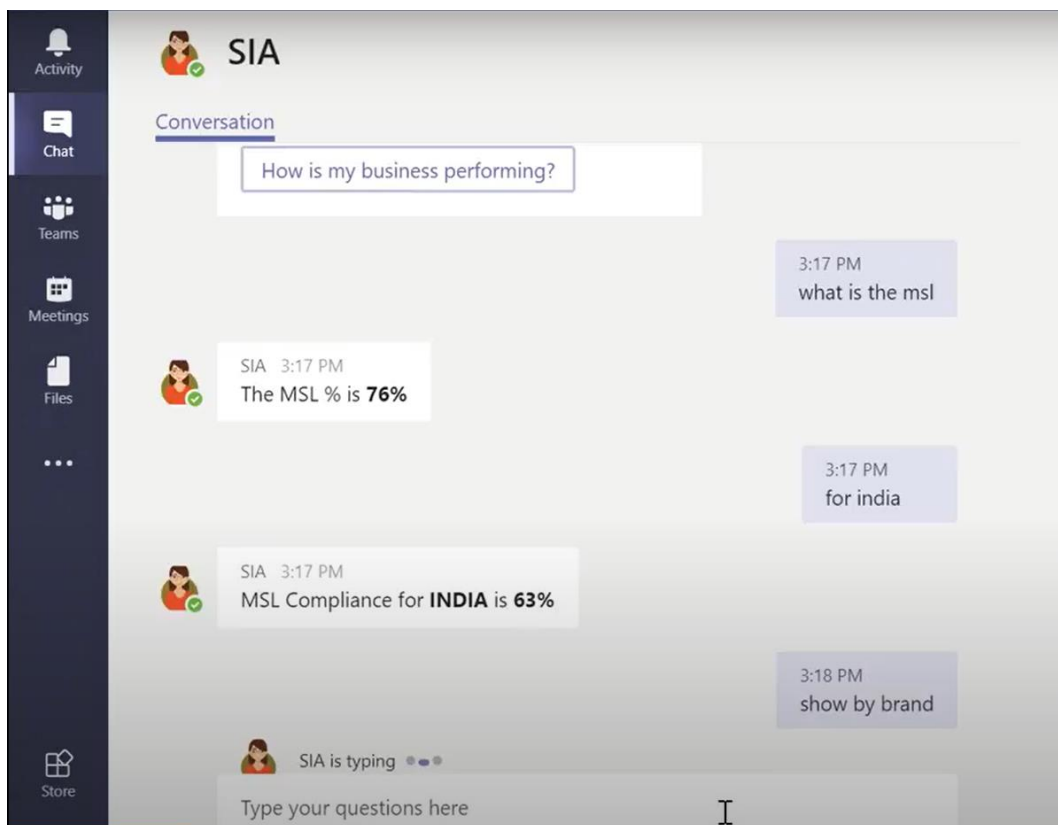 Activity
Chat
Teams
Meetings
Files
Store
SIA
Conversation
How is my business performing?
3:17 PM
what is the msl
SIA 3:17 PM
The MSL % is 76%
3:17 PM
for india
SIA 3:17 PM
MSL Compliance for INDIA is 63%
3:18 PM
show by brand
SIA is typing
Type your questions here